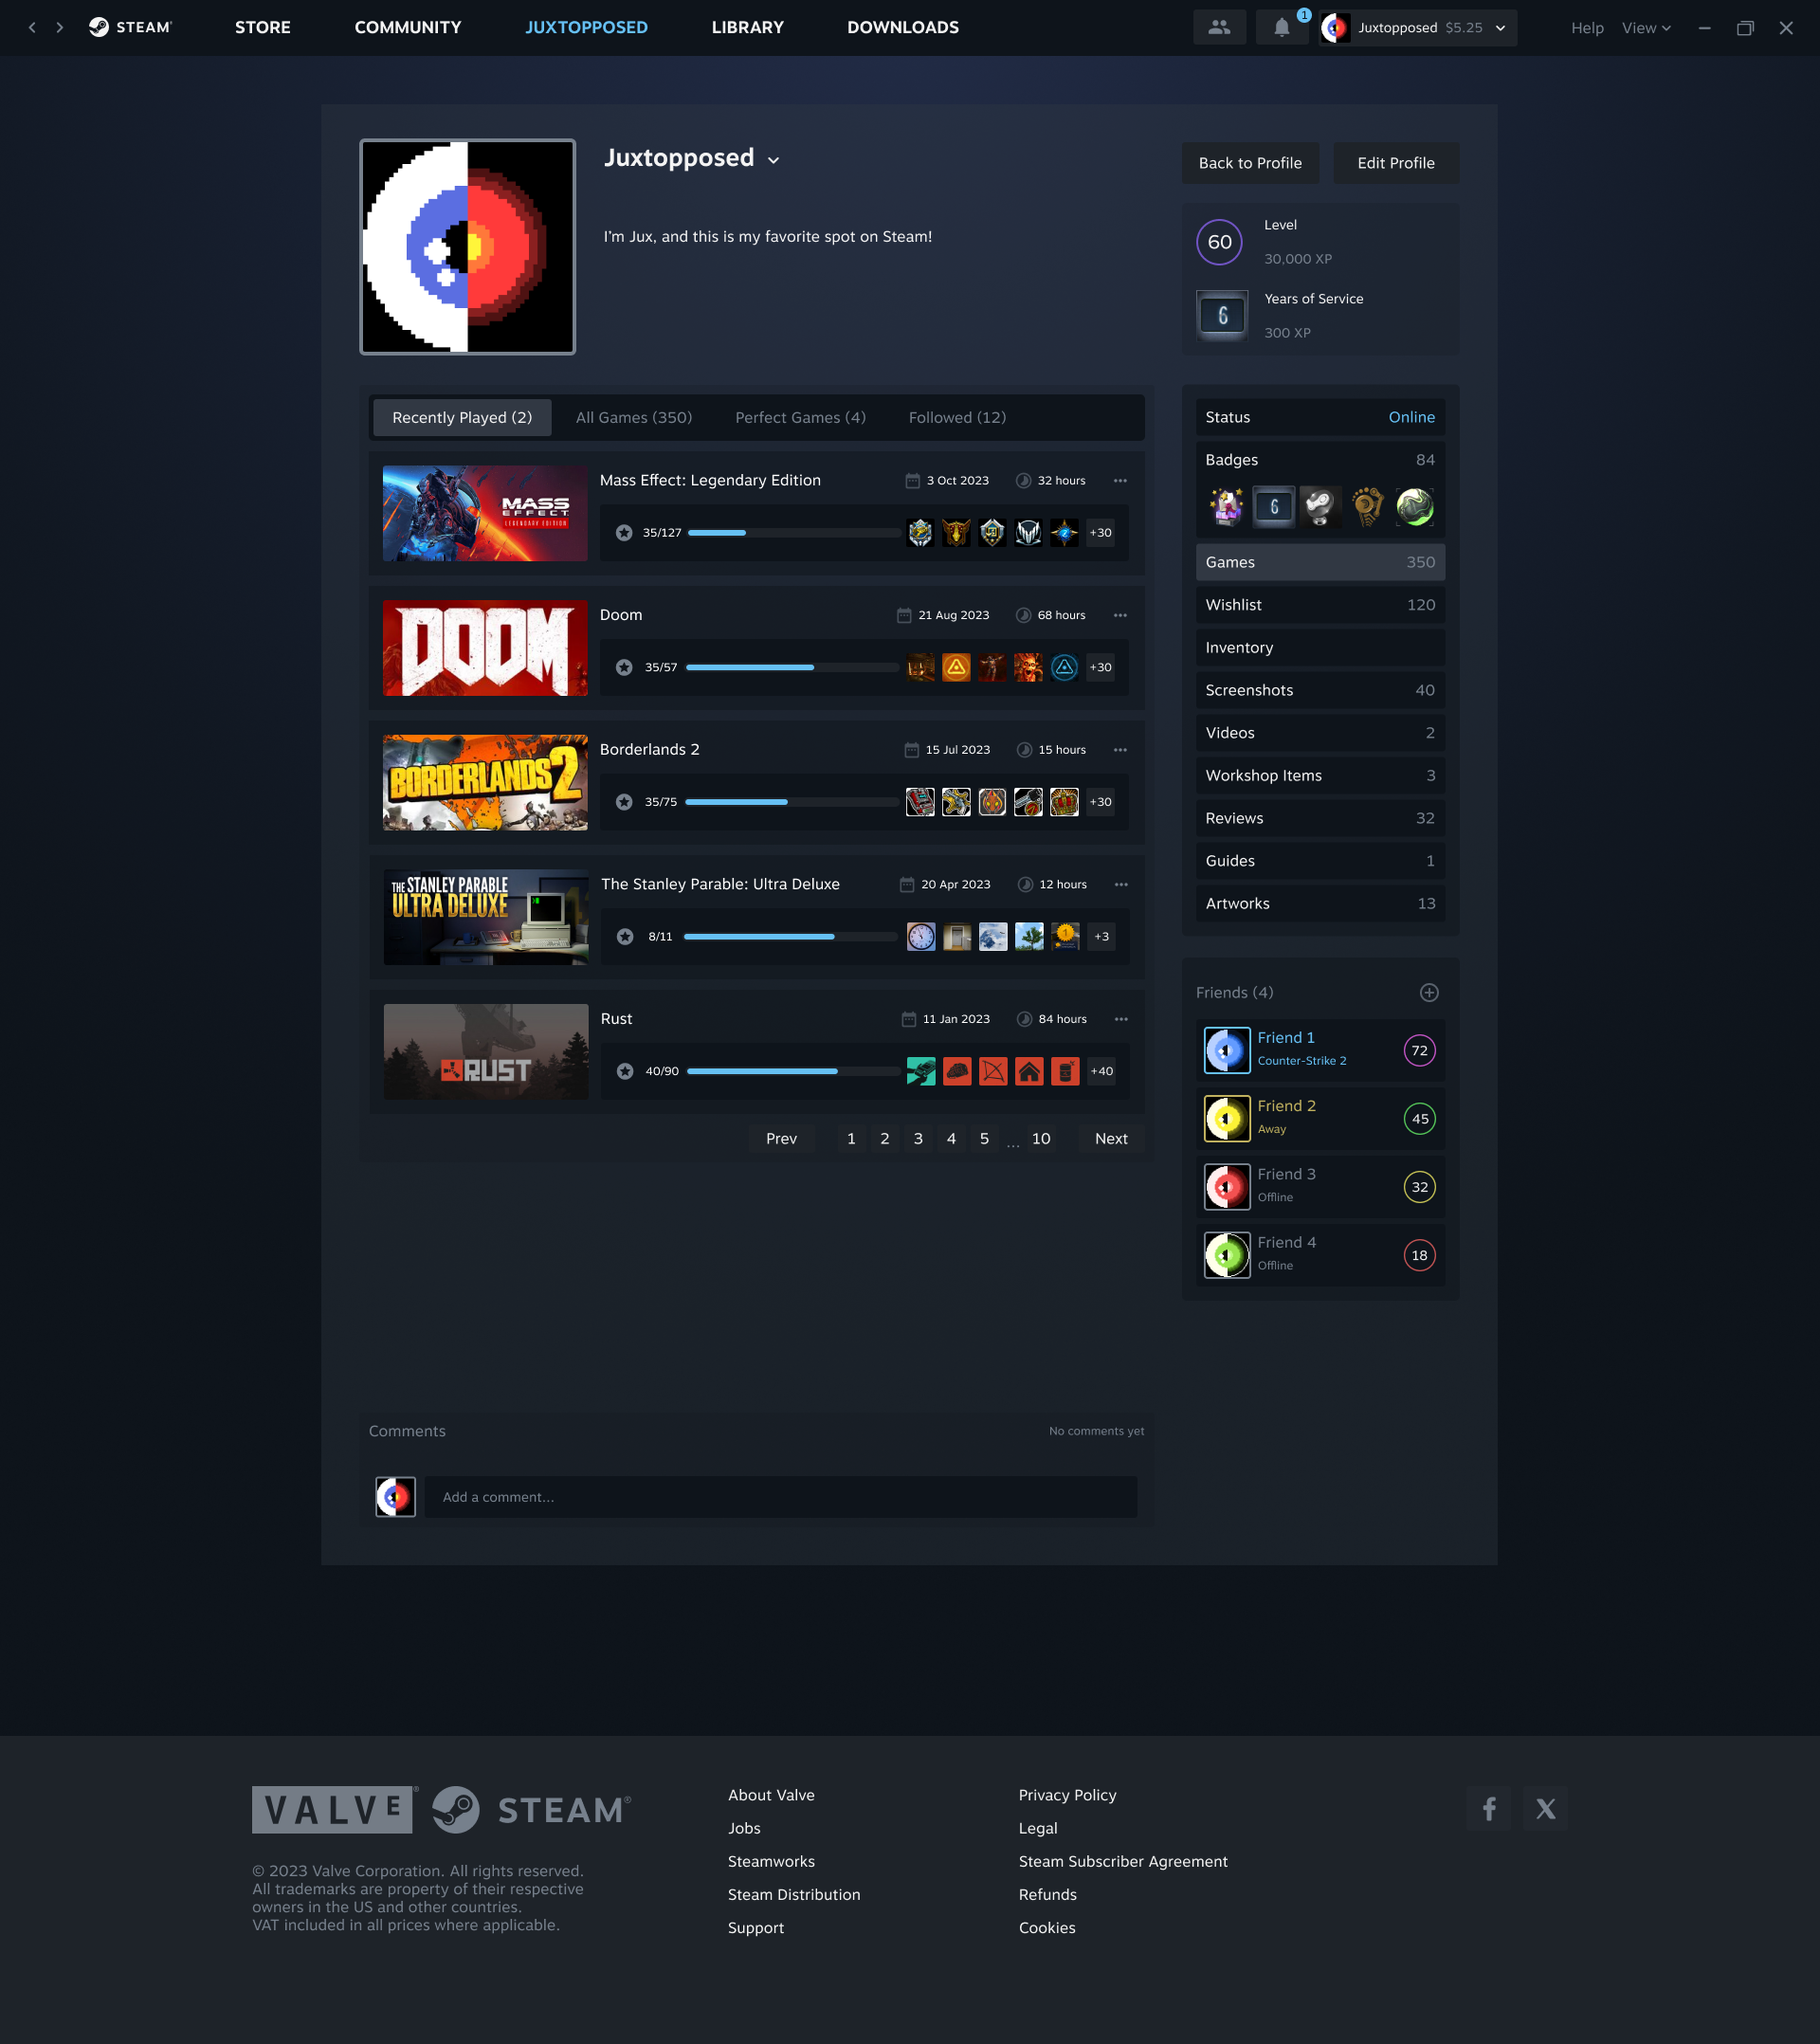 STEAM
STORE
COMMUNITY
JUXTOPPOSED
LIBRARY
DOWNLOADS
1
Juxtopposed $5.25
Help
View
Juxtopposed
I'm Jux, and this is my favorite spot on Steam!
Back to Profile
Edit Profile
60
Level
30,000 XP
6
Years of Service
300 XP
Recently Played (2)
All Games (350)
Perfect Games (4)
Followed (12)
MASS
EFFECT
LEGENDARY EDITION
Mass Effect: Legendary Edition
3 Oct 2023
32 hours
35/127
+30
DOOM
Doom
21 Aug 2023
68 hours
35/57
+30
BORDERLANDS 2
Borderlands 2
15 Jul 2023
15 hours
35/75
+30
THE STANLEY PARABLE
ULTRA DELUXE
The Stanley Parable: Ultra Deluxe
20 Apr 2023
12 hours
8/11
+3
RUST
Rust
11 Jan 2023
84 hours
40/90
+40
Prev
1
2
3
4
5
...
10
Next
Status Online
Badges 84
6
Games 350
Wishlist 120
Inventory
Screenshots 40
Videos 2
Workshop Items 3
Reviews 32
Guides 1
Artworks 13
Friends (4)
Friend 1
Counter-Strike 2
72
Friend 2
Away
45
Friend 3
Offline
32
Friend 4
Offline
18
Comments
No comments yet
Add a comment...
VALVE®
STEAM®
© 2023 Valve Corporation. All rights reserved.
All trademarks are property of their respective
owners in the US and other countries.
VAT included in all prices where applicable.
About Valve
Jobs
Steamworks
Steam Distribution
Support
Privacy Policy
Legal
Steam Subscriber Agreement
Refunds
Cookies